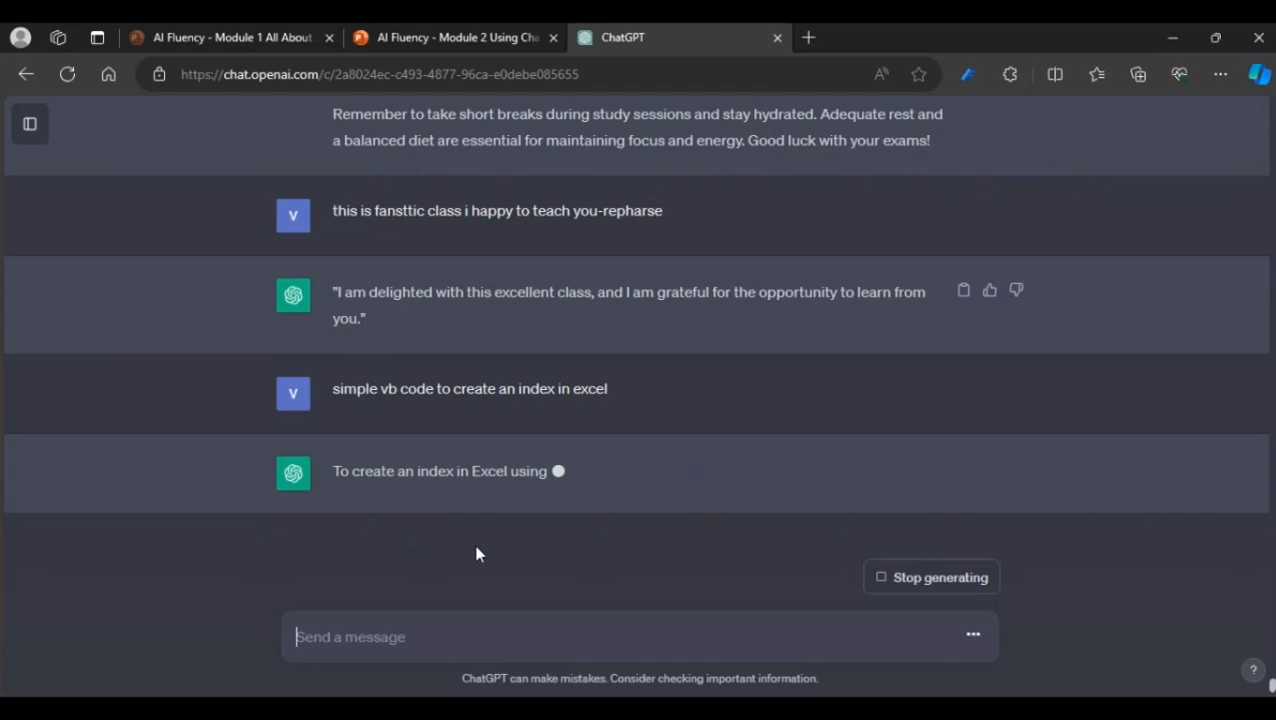 AI Fluency - Module 1 All About
AI Fluency - Module 2 Using Cha
ChatGPT
https://chat.openai.com/c/2a8024ec-c493-4877-96ca-e0debe085655
Remember to take short breaks during study sessions and stay hydrated. Adequate rest and
a balanced diet are essential for maintaining focus and energy. Good luck with your exams!
V
this is fansttic class i happy to teach you-repharse
"I am delighted with this excellent class, and I am grateful for the opportunity to learn from
you."
V
simple vb code to create an index in excel
To create an index in Excel using
Stop generating
Send a message
ChatGPT can make mistakes. Consider checking important information.
?